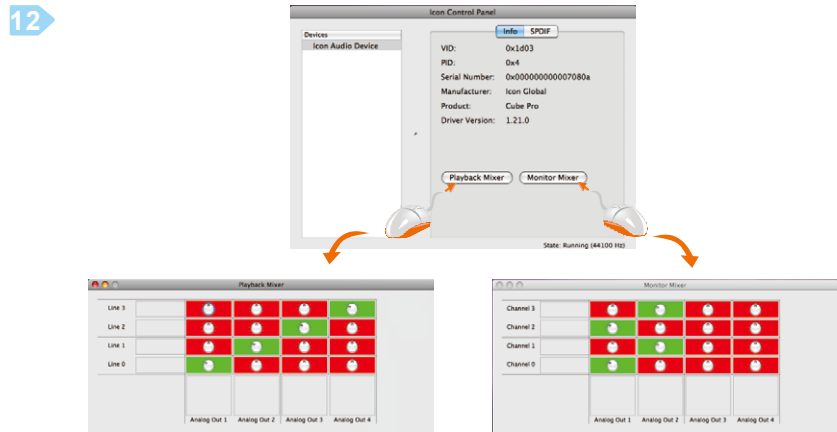 12
Icon Control Panel
Devices
Icon Audio Device
Info SPDIF
VID: 0x1d03
PID: 0x4
Serial Number: 0x000000000007080a
Manufacturer: Icon Global
Product: Cube Pro
Driver Version: 1.21.0
Playback Mixer Monitor Mixer
State: Running (44100 Hz)
Playback Mixer
Line 3
Line 2
Line 1
Line 0
Analog Out 1 Analog Out 2 Analog Out 3 Analog Out 4
Monitor Mixer
Channel 3
Channel 2
Channel 1
Channel 0
Analog Out 1 Analog Out 2 Analog Out 3 Analog Out 4